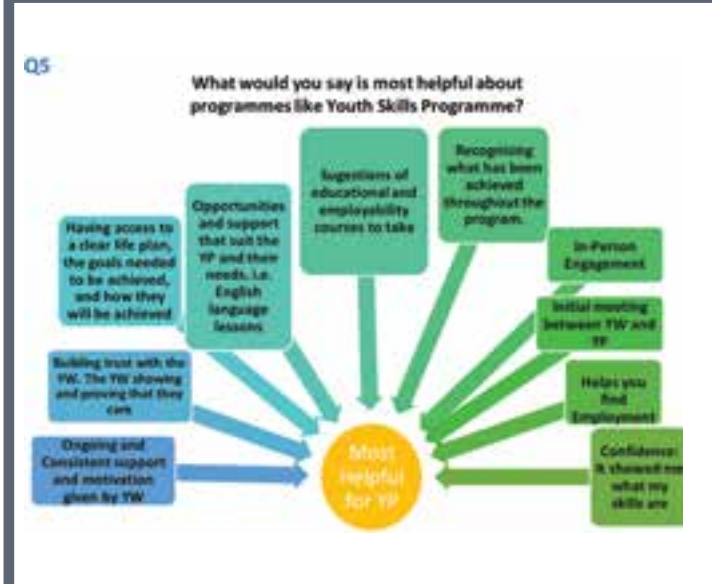 Q5
What would you say is most helpful about
programmes like Youth Skills Programme?
Ongoing and
Consistent support
and motivation
given by YW
Building trust with the
YW. The YW showing
and proving that they
care
Having access to
a clear life plan,
the goals needed
to be achieved,
and how they
will be achieved
Opportunities
and support
that suit the
YP and their
needs. i.e.
English
language
lessons
Sugestions of
educational and
employability
courses to take
Recognising
what has been
achieved
throughout the
program.
In-Person
Engagement
Initial meeting
between YW and
YP
Helps you
find
Employment
Confidence:
It showed me
what my
skills are
Most
Helpful
for YP